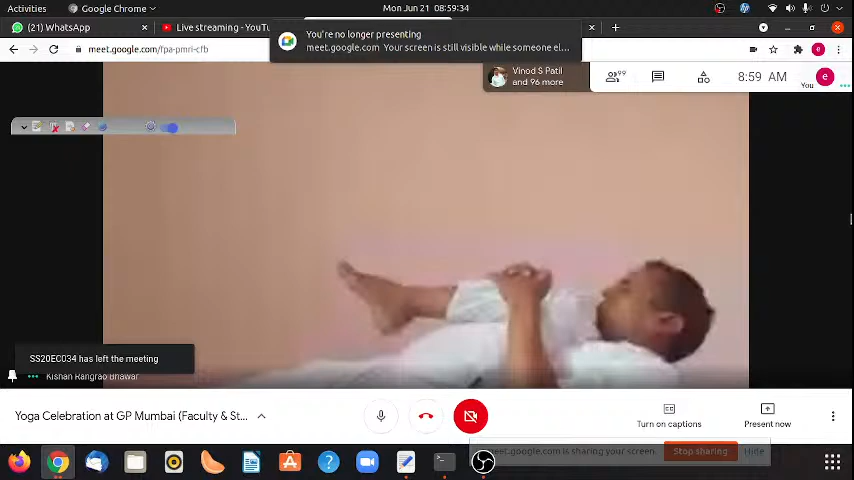 Activities
Google Chrome
Mon Jun 21 08:59:34
(21) WhatsApp
Live streaming - YouTu
You're no longer presenting
meet.google.com Your screen is still visible while someone el...
meet.google.com/fpa-pmri-cfb
Vinod S Patil
and 96 more
99
8:59 AM
e
You
SS20EC034 has left the meeting
Kishan Rangrao Bhawar
Yoga Celebration at GP Mumbai (Faculty & St...
Turn on captions
Present now
meet.google.com is sharing your screen.
Stop sharing
Hide